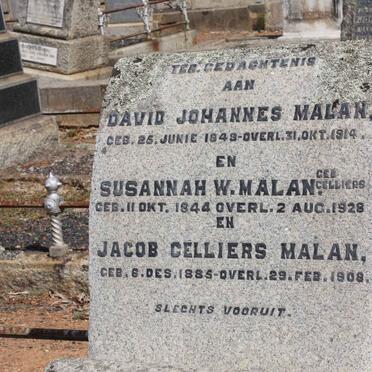 TER GEDACHTENIS
AAN
DAVID JOHANNES MALAN,
GEB. 25. JUNIE 1843-OVERL. 31. OKT. 1914.
EN
SUSANNAH W. MALAN GEB. CELLIERS
GEB. 11 OKT. 1844 OVERL. 2 AUG. 1928
EN
JACOB CELLIERS MALAN,
GEB. 6. DES. 1885-OVERL. 29. FEB. 1908.
SLECHTS VOORUIT.